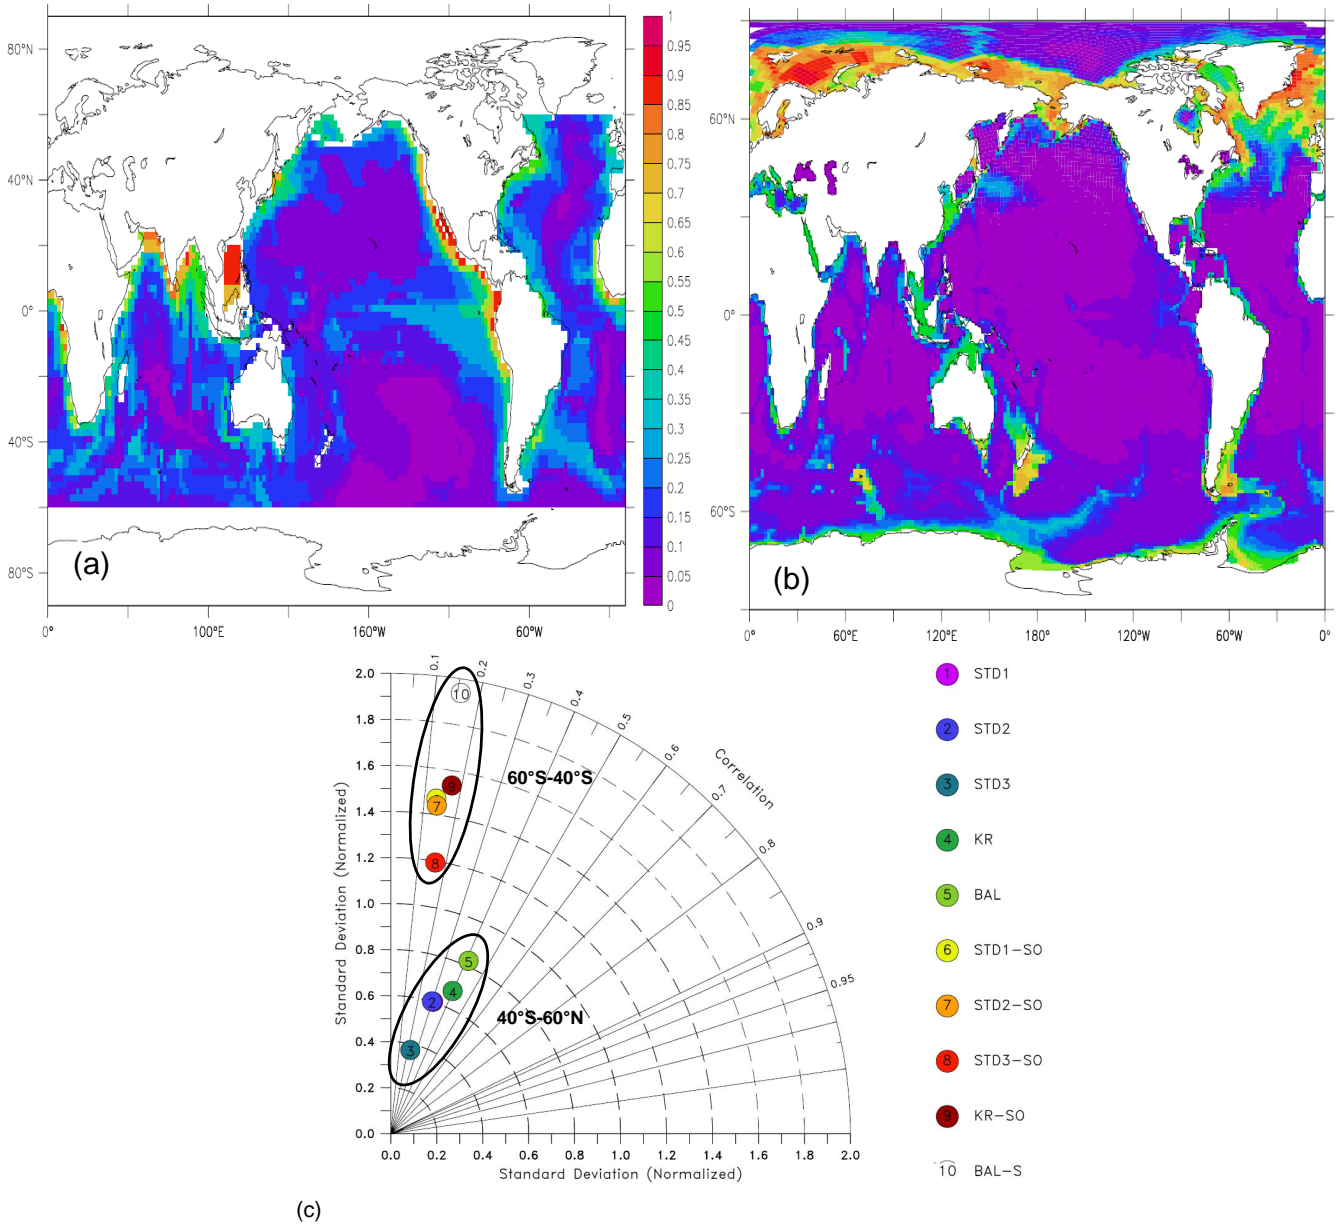 80°N
40°N
0°
40°S
80°S
0°
100°E
160°W
60°W
(a)
1
0.95
0.9
0.85
0.8
0.75
0.7
0.65
0.6
0.55
0.5
0.45
0.4
0.35
0.3
0.25
0.2
0.15
0.1
0.05
0
60°N
0°
60°S
0°
60°E
120°E
180°
120°W
60°W
0°
(b)
2.0
1.8
1.6
1.4
1.2
1.0
0.8
0.6
0.4
0.2
0.0
Standard Deviation (Normalized)
0.0
0.2
0.4
0.6
0.8
1.0
1.2
1.4
1.6
1.8
2.0
Standard Deviation (Normalized)
0.1
0.2
0.3
0.4
0.5
0.6
0.7
0.8
0.9
0.95
Correlation
60°S-40°S
40°S-60°N
10
9
7
8
5
4
2
3
1 STD1
2 STD2
3 STD3
4 KR
5 BAL
6 STD1-SO
7 STD2-SO
8 STD3-SO
9 KR-SO
10 BAL-S
(c)